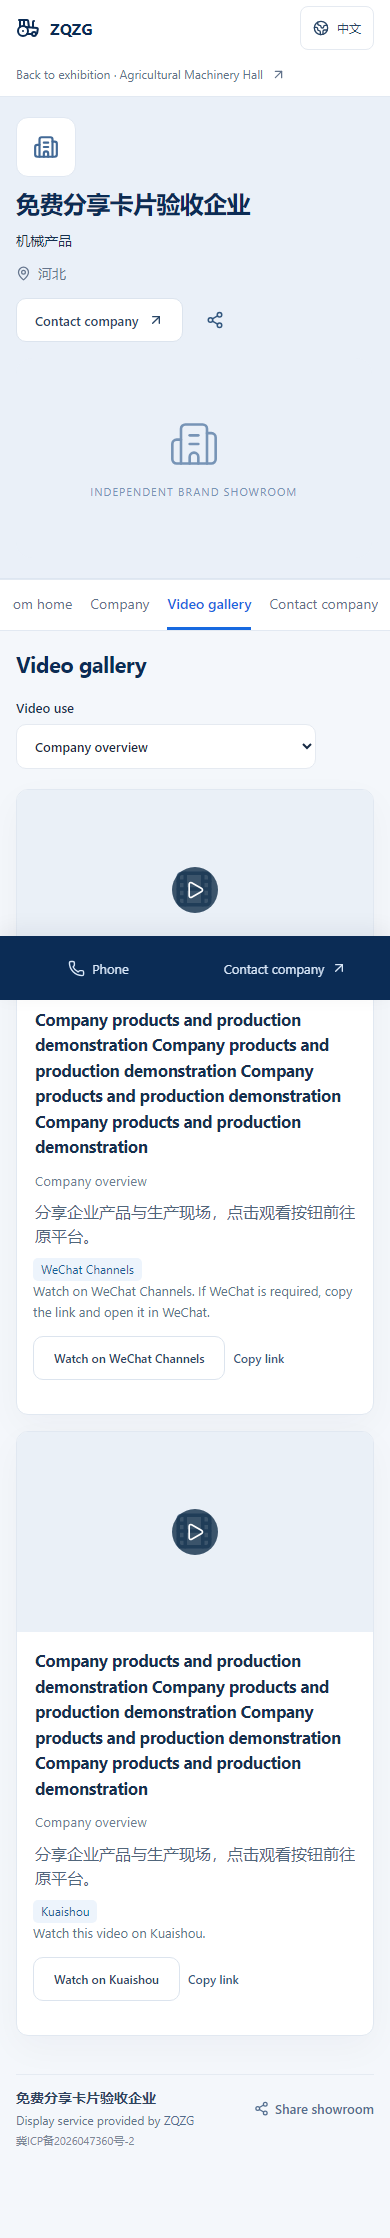 ZQZG
中文
Back to exhibition · Agricultural Machinery Hall
免费分享卡片验收企业
机械产品
河北
Contact company
INDEPENDENT BRAND SHOWROOM
om home Company Video gallery Contact company
Video gallery
Video use
Company overview
Phone Contact company
Company products and production
demonstration Company products and
production demonstration Company
products and production demonstration
Company products and production
demonstration
Company overview
分享企业产品与生产现场，点击观看按钮前往
原平台。
WeChat Channels
Watch on WeChat Channels. If WeChat is required, copy
the link and open it in WeChat.
Watch on WeChat Channels Copy link
Company products and production
demonstration Company products and
production demonstration Company
products and production demonstration
Company products and production
demonstration
Company overview
分享企业产品与生产现场，点击观看按钮前往
原平台。
Kuaishou
Watch this video on Kuaishou.
Watch on Kuaishou Copy link
免费分享卡片验收企业
Display service provided by ZQZG
冀ICP备2026047360号-2
Share showroom